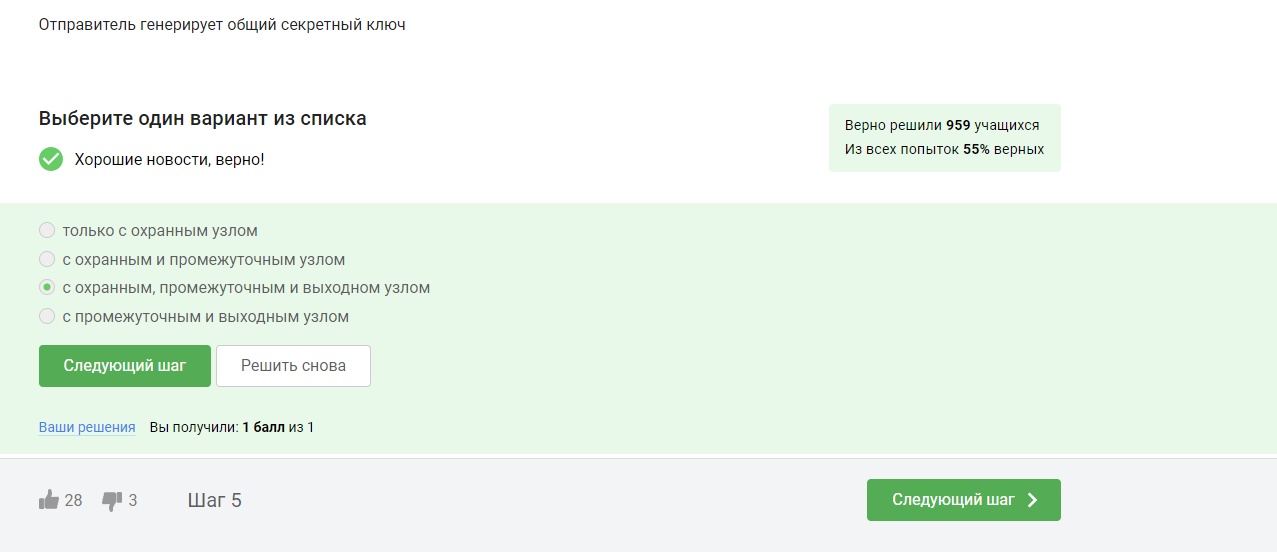 Отправитель генерирует общий секретный ключ
Выберите один вариант из списка
Верно решили 959 учащихся
Из всех попыток 55% верных
Хорошие новости, верно!
только с охранным узлом
с охранным и промежуточным узлом
с охранным, промежуточным и выходном узлом
с промежуточным и выходным узлом
Следующий шаг
Решить снова
Ваши решения Вы получили: 1 балл из 1
28 3 Шаг 5 Следующий шаг